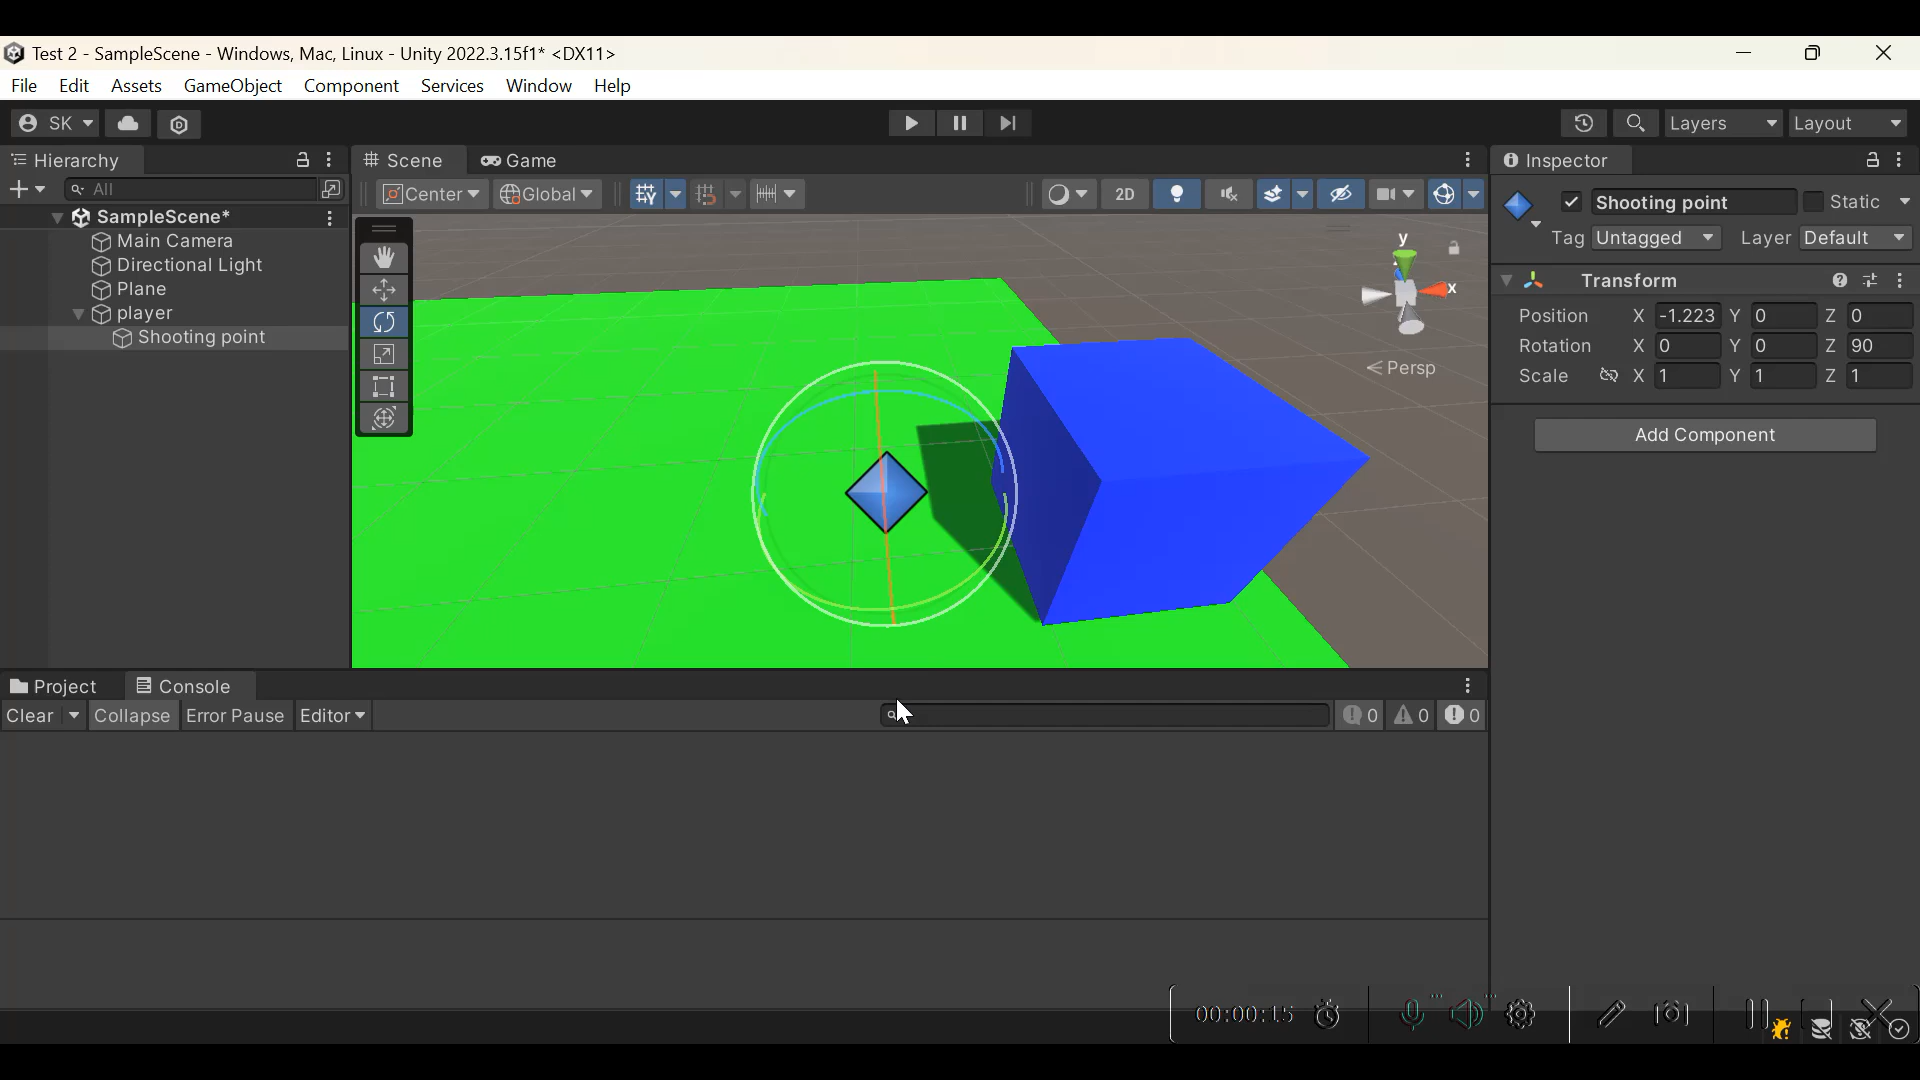 Test 2 - SampleScene - Windows, Mac, Linux - Unity 2022.3.15f1* <DX11>
File Edit Assets GameObject Component Services Window Help
SK Layers Layout
Hierarchy Scene Game Inspector
All Center Global 2D
SampleScene*
Main Camera
Directional Light
Plane
player
Shooting point
y
x
Persp
Shooting point Static
Tag Untagged Layer Default
Transform
Position X -1.223 Y 0 Z 0
Rotation X 0 Y 0 Z 90
Scale X 1 Y 1 Z 1
Add Component
Project Console
Clear Collapse Error Pause Editor 0 0 0
00:00:15